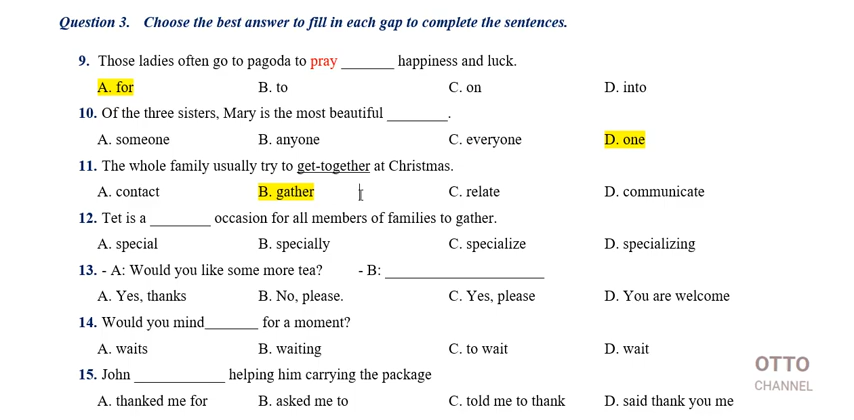 Question 3. Choose the best answer to fill in each gap to complete the sentences.
9. Those ladies often go to pagoda to pray _______ happiness and luck.
A. for B. to C. on D. into
10. Of the three sisters, Mary is the most beautiful ________.
A. someone B. anyone C. everyone D. one
11. The whole family usually try to get-together at Christmas.
A. contact B. gather C. relate D. communicate
12. Tet is a ________ occasion for all members of families to gather.
A. special B. specially C. specialize D. specializing
13. - A: Would you like some more tea? - B: _____________________
A. Yes, thanks B. No, please. C. Yes, please D. You are welcome
14. Would you mind_______ for a moment?
A. waits B. waiting C. to wait D. wait
15. John ____________ helping him carrying the package
A. thanked me for B. asked me to C. told me to thank D. said thank you me
OTTO
CHANNEL